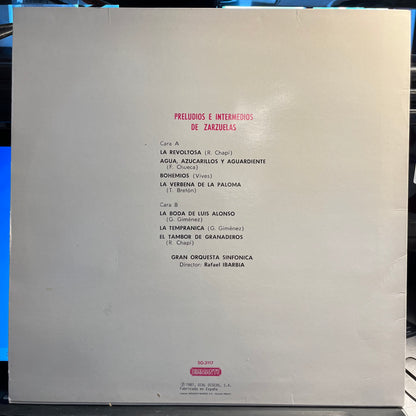 PRELUDIOS E INTERMEDIOS
DE ZARZUELAS
Cara A
LA REVOLTOSA (R. Chapí)
AGUA, AZUCARILLOS Y AGUARDIENTE
(F. Chueca)
BOHEMIOS (Vives)
LA VERBENA DE LA PALOMA
(T. Bretón)
Cara B
LA BODA DE LUIS ALONSO
(G. Giménez)
LA TEMPRANICA (G. Giménez)
EL TAMBOR DE GRANADEROS
(R. Chapí)
GRAN ORQUESTA SINFONICA
Director: Rafael IBARBIA
Fabricado en España